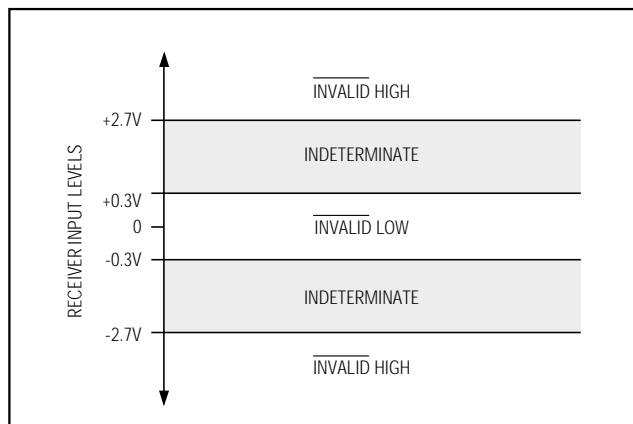 INVALID HIGH
+2.7V
INDETERMINATE
+0.3V
0
INVALID LOW
-0.3V
INDETERMINATE
-2.7V
INVALID HIGH
RECEIVER INPUT LEVELS